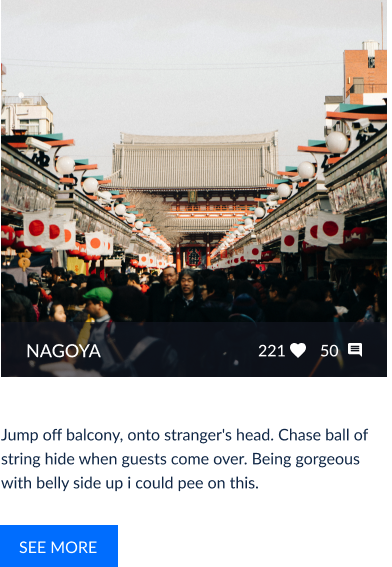 NAGOYA
221
50
Jump off balcony, onto stranger's head. Chase ball of
string hide when guests come over. Being gorgeous
with belly side up i could pee on this.
SEE MORE